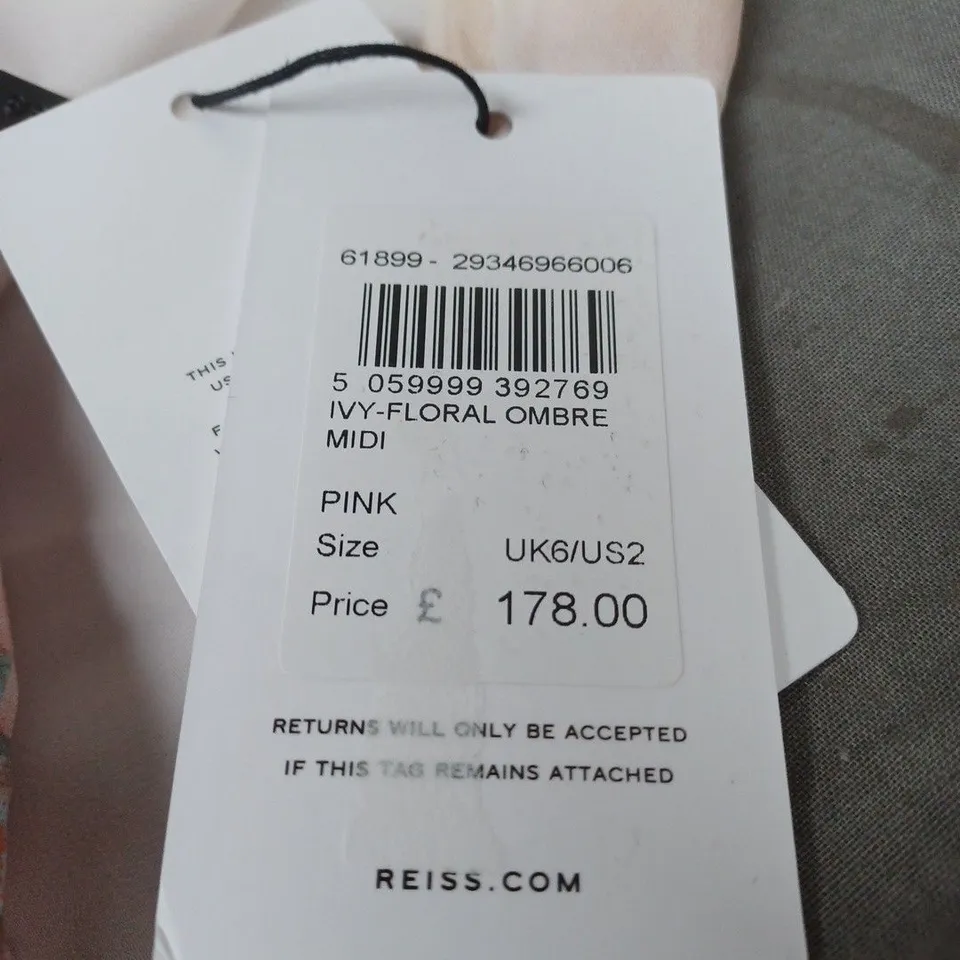 61899 - 29346966006
5 059999 392769
IVY-FLORAL OMBRE
MIDI
PINK
Size UK6/US2
Price £ 178.00
RETURNS WILL ONLY BE ACCEPTED
IF THIS TAG REMAINS ATTACHED
REISS.COM
THIS